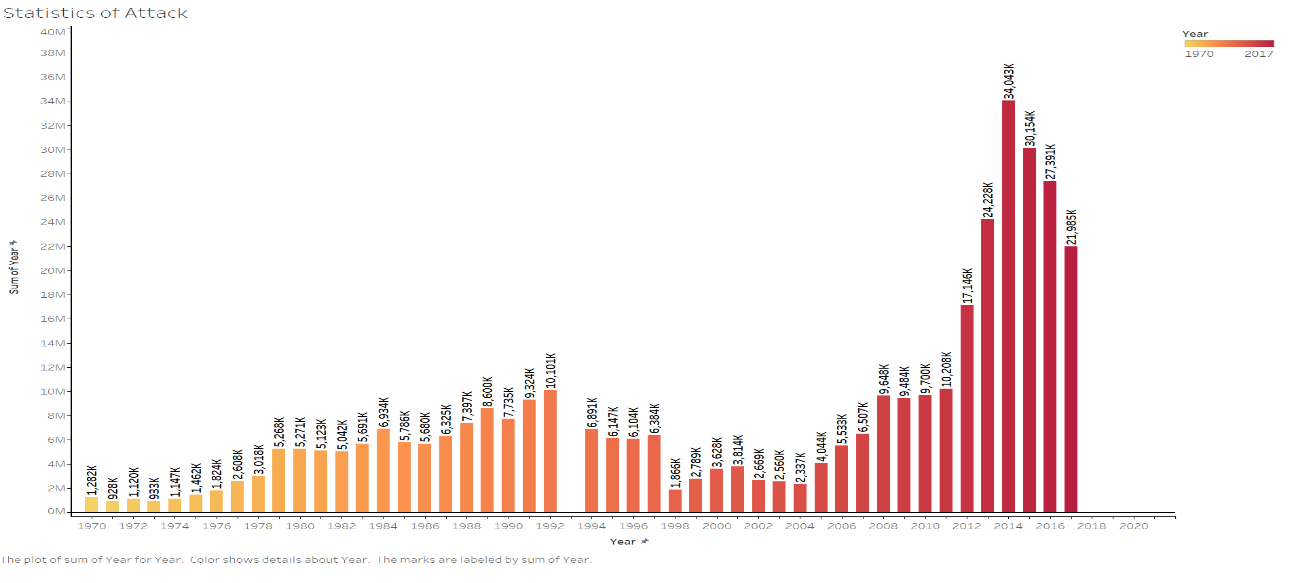 Statistics of Attack
Year
1970 2017
40M
38M
36M
34M
32M
30M
28M
26M
24M
22M
20M
18M
16M
14M
12M
10M
8M
6M
4M
2M
0M
Sum of Year
1,282K
928K
1,120K
933K
1,147K
1,462K
1,824K
2,608K
3,018K
5,268K
5,271K
5,123K
5,042K
5,691K
6,934K
5,786K
5,680K
6,325K
7,397K
8,600K
7,735K
9,324K
10,101K
6,891K
6,147K
6,104K
6,384K
1,866K
2,789K
3,628K
3,814K
2,669K
2,560K
2,337K
4,044K
5,533K
6,507K
9,648K
9,484K
9,700K
10,208K
17,146K
24,228K
34,043K
30,154K
27,391K
21,985K
1970 1972 1974 1976 1978 1980 1982 1984 1986 1988 1990 1992 1994 1996 1998 2000 2002 2004 2006 2008 2010 2012 2014 2016 2018 2020
Year
The plot of sum of Year for Year. Color shows details about Year. The marks are labeled by sum of Year.